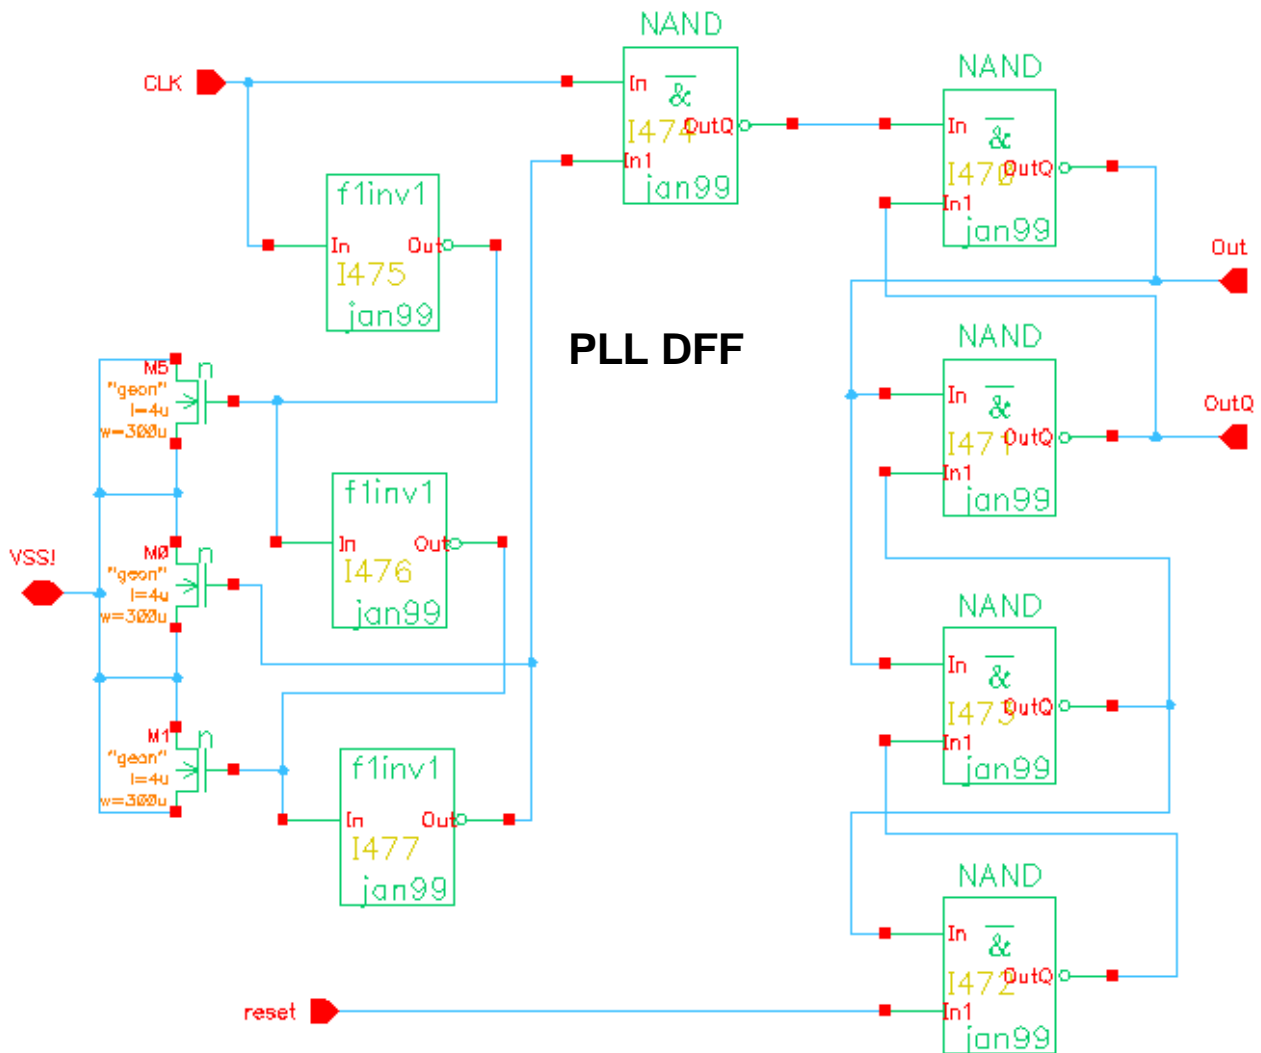 NAND
CLK
In
&
I474
OutQ
In1
jan99
NAND
In
&
I470
OutQ
In1
jan99
f1inv1
In
Out
I475
jan99
Out
PLL DFF
NAND
In
&
I471
OutQ
In1
jan99
OutQ
M5
n
"geon"
l=4u
w=300u
f1inv1
In
Out
I476
jan99
VSS!
M0
n
"geon"
l=4u
w=300u
NAND
In
&
I473
OutQ
In1
jan99
M1
n
"geon"
l=4u
w=300u
f1inv1
In
Out
I477
jan99
NAND
In
&
I472
OutQ
In1
jan99
reset